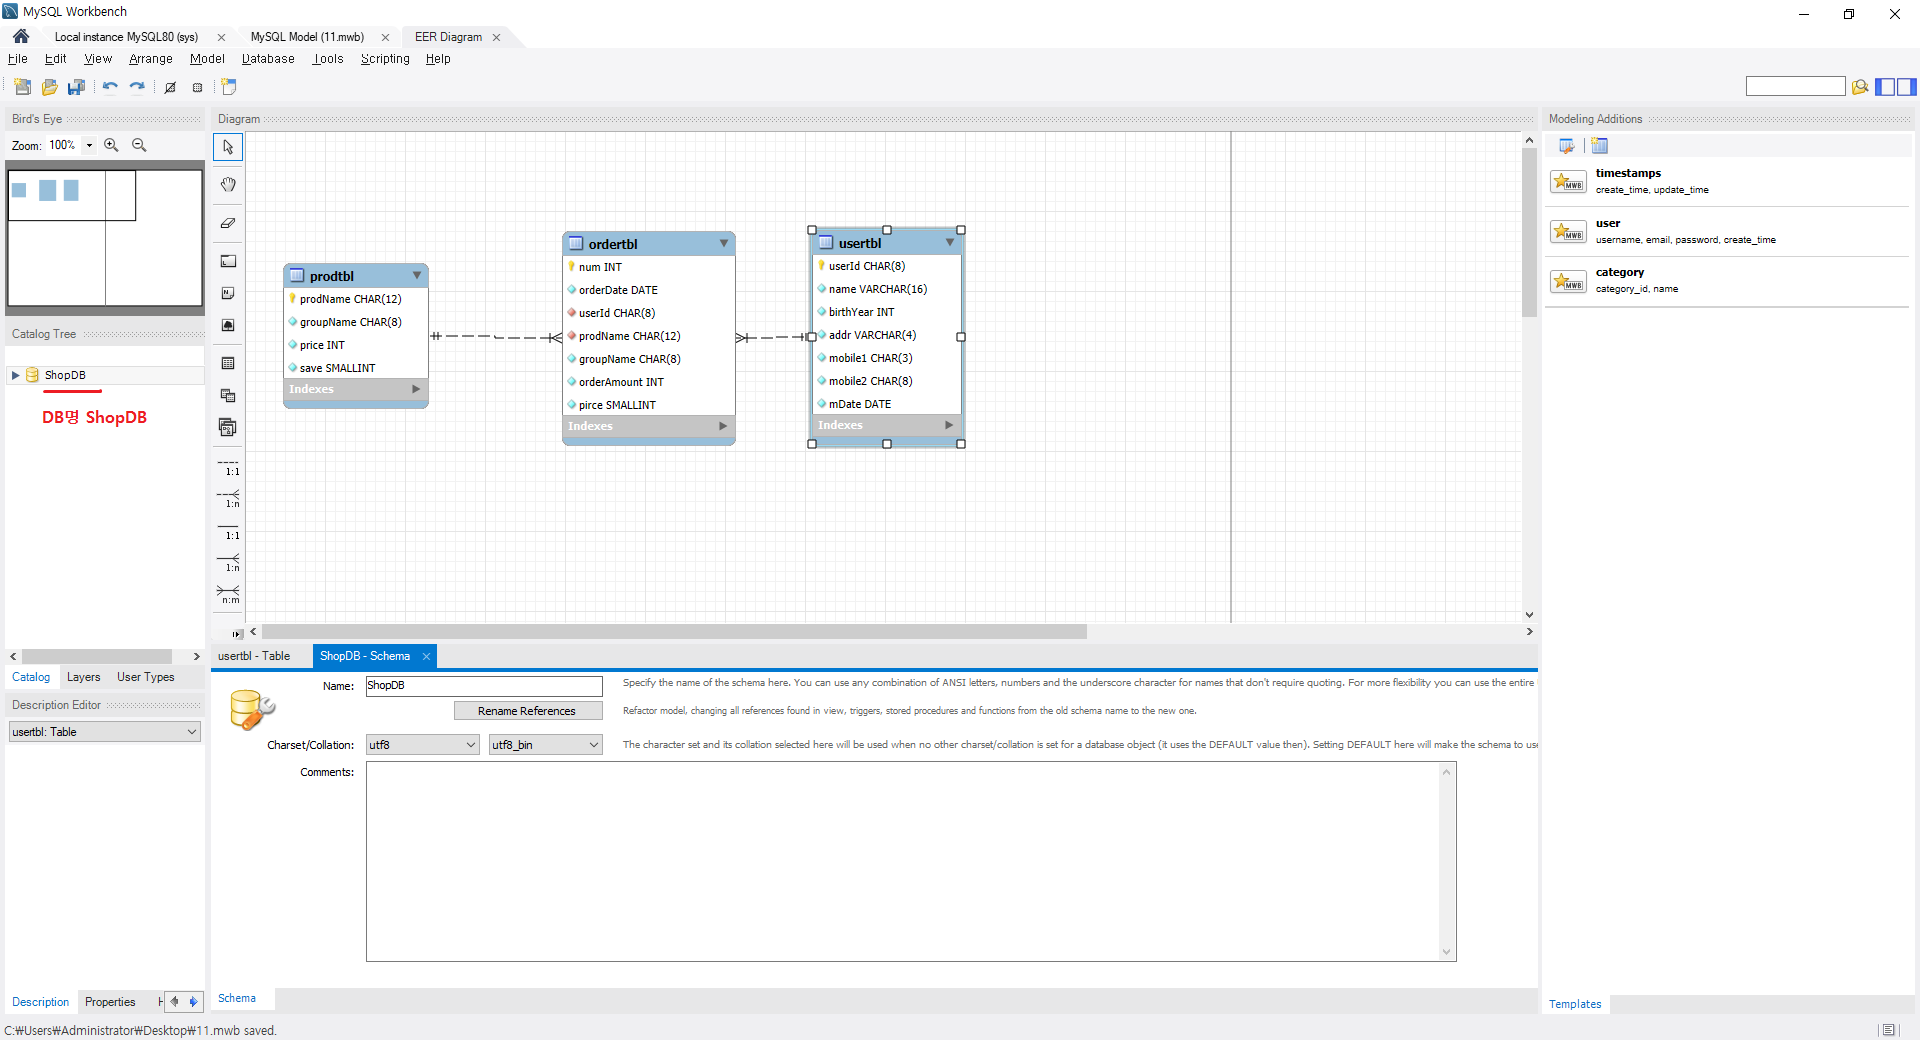 MySQL Workbench
Local instance MySQL80 (sys)
MySQL Model (11.mwb)
EER Diagram
File Edit View Arrange Model Database Tools Scripting Help
Bird's Eye
Zoom: 100%
Catalog Tree
ShopDB
DB명 ShopDB
Catalog Layers User Types
Description Editor
usertbl: Table
Description Properties H
Diagram
1:1
1:n
1:1
1:n
n:m
prodtbl
prodName CHAR(12)
groupName CHAR(8)
price INT
save SMALLINT
Indexes
ordertbl
num INT
orderDate DATE
userId CHAR(8)
prodName CHAR(12)
groupName CHAR(8)
orderAmount INT
pirce SMALLINT
Indexes
usertbl
userId CHAR(8)
name VARCHAR(16)
birthYear INT
addr VARCHAR(4)
mobile1 CHAR(3)
mobile2 CHAR(8)
mDate DATE
Indexes
usertbl - Table
ShopDB - Schema
Name: ShopDB
Specify the name of the schema here. You can use any combination of ANSI letters, numbers and the underscore character for names that don't require quoting. For more flexibility you can use the entire
Rename References
Refactor model, changing all references found in view, triggers, stored procedures and functions from the old schema name to the new one.
Charset/Collation: utf8 utf8_bin
The character set and its collation selected here will be used when no other charset/collation is set for a database object (it uses the DEFAULT value then). Setting DEFAULT here will make the schema to use
Comments:
Schema
Modeling Additions
MWB
timestamps
create_time, update_time
MWB
user
username, email, password, create_time
MWB
category
category_id, name
Templates
C:₩Users₩Administrator₩Desktop₩11.mwb saved.